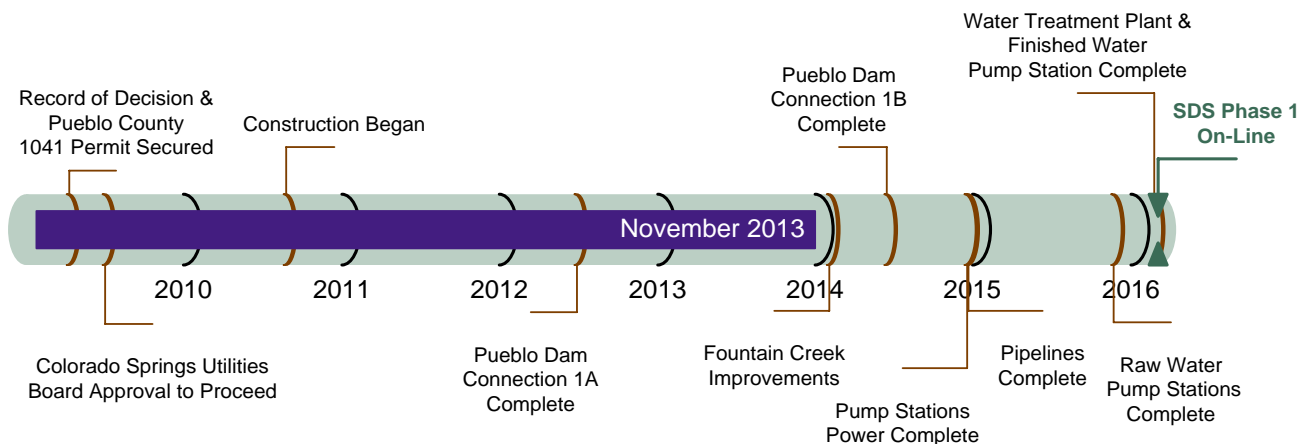 Water Treatment Plant &
Finished Water
Pump Station Complete
Pueblo Dam
Connection 1B
Complete
Record of Decision &
Pueblo County
1041 Permit Secured
Construction Began
SDS Phase 1
On-Line
November 2013
2010
2011
2012
2013
2014
2015
2016
Colorado Springs Utilities
Board Approval to Proceed
Pueblo Dam
Connection 1A
Complete
Fountain Creek
Improvements
Pump Stations
Power Complete
Pipelines
Complete
Raw Water
Pump Stations
Complete